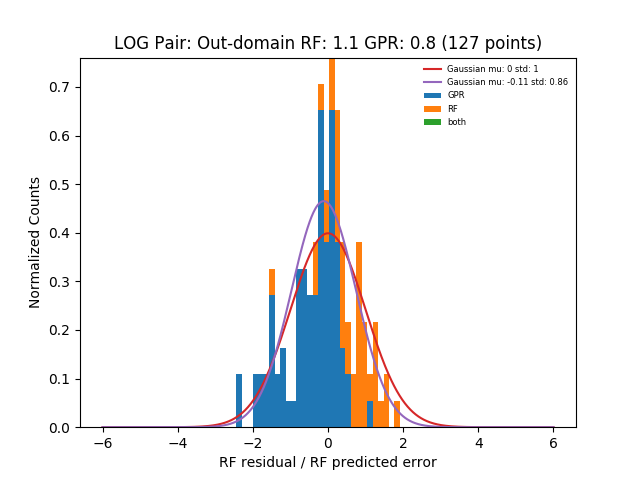 LOG Pair: Out-domain RF: 1.1 GPR: 0.8 (127 points)
Gaussian mu: 0 std: 1
Gaussian mu: -0.11 std: 0.86
GPR
RF
both
Normalized Counts
0.7
0.6
0.5
0.4
0.3
0.2
0.1
0.0
−6 −4 −2 0 2 4 6
RF residual / RF predicted error